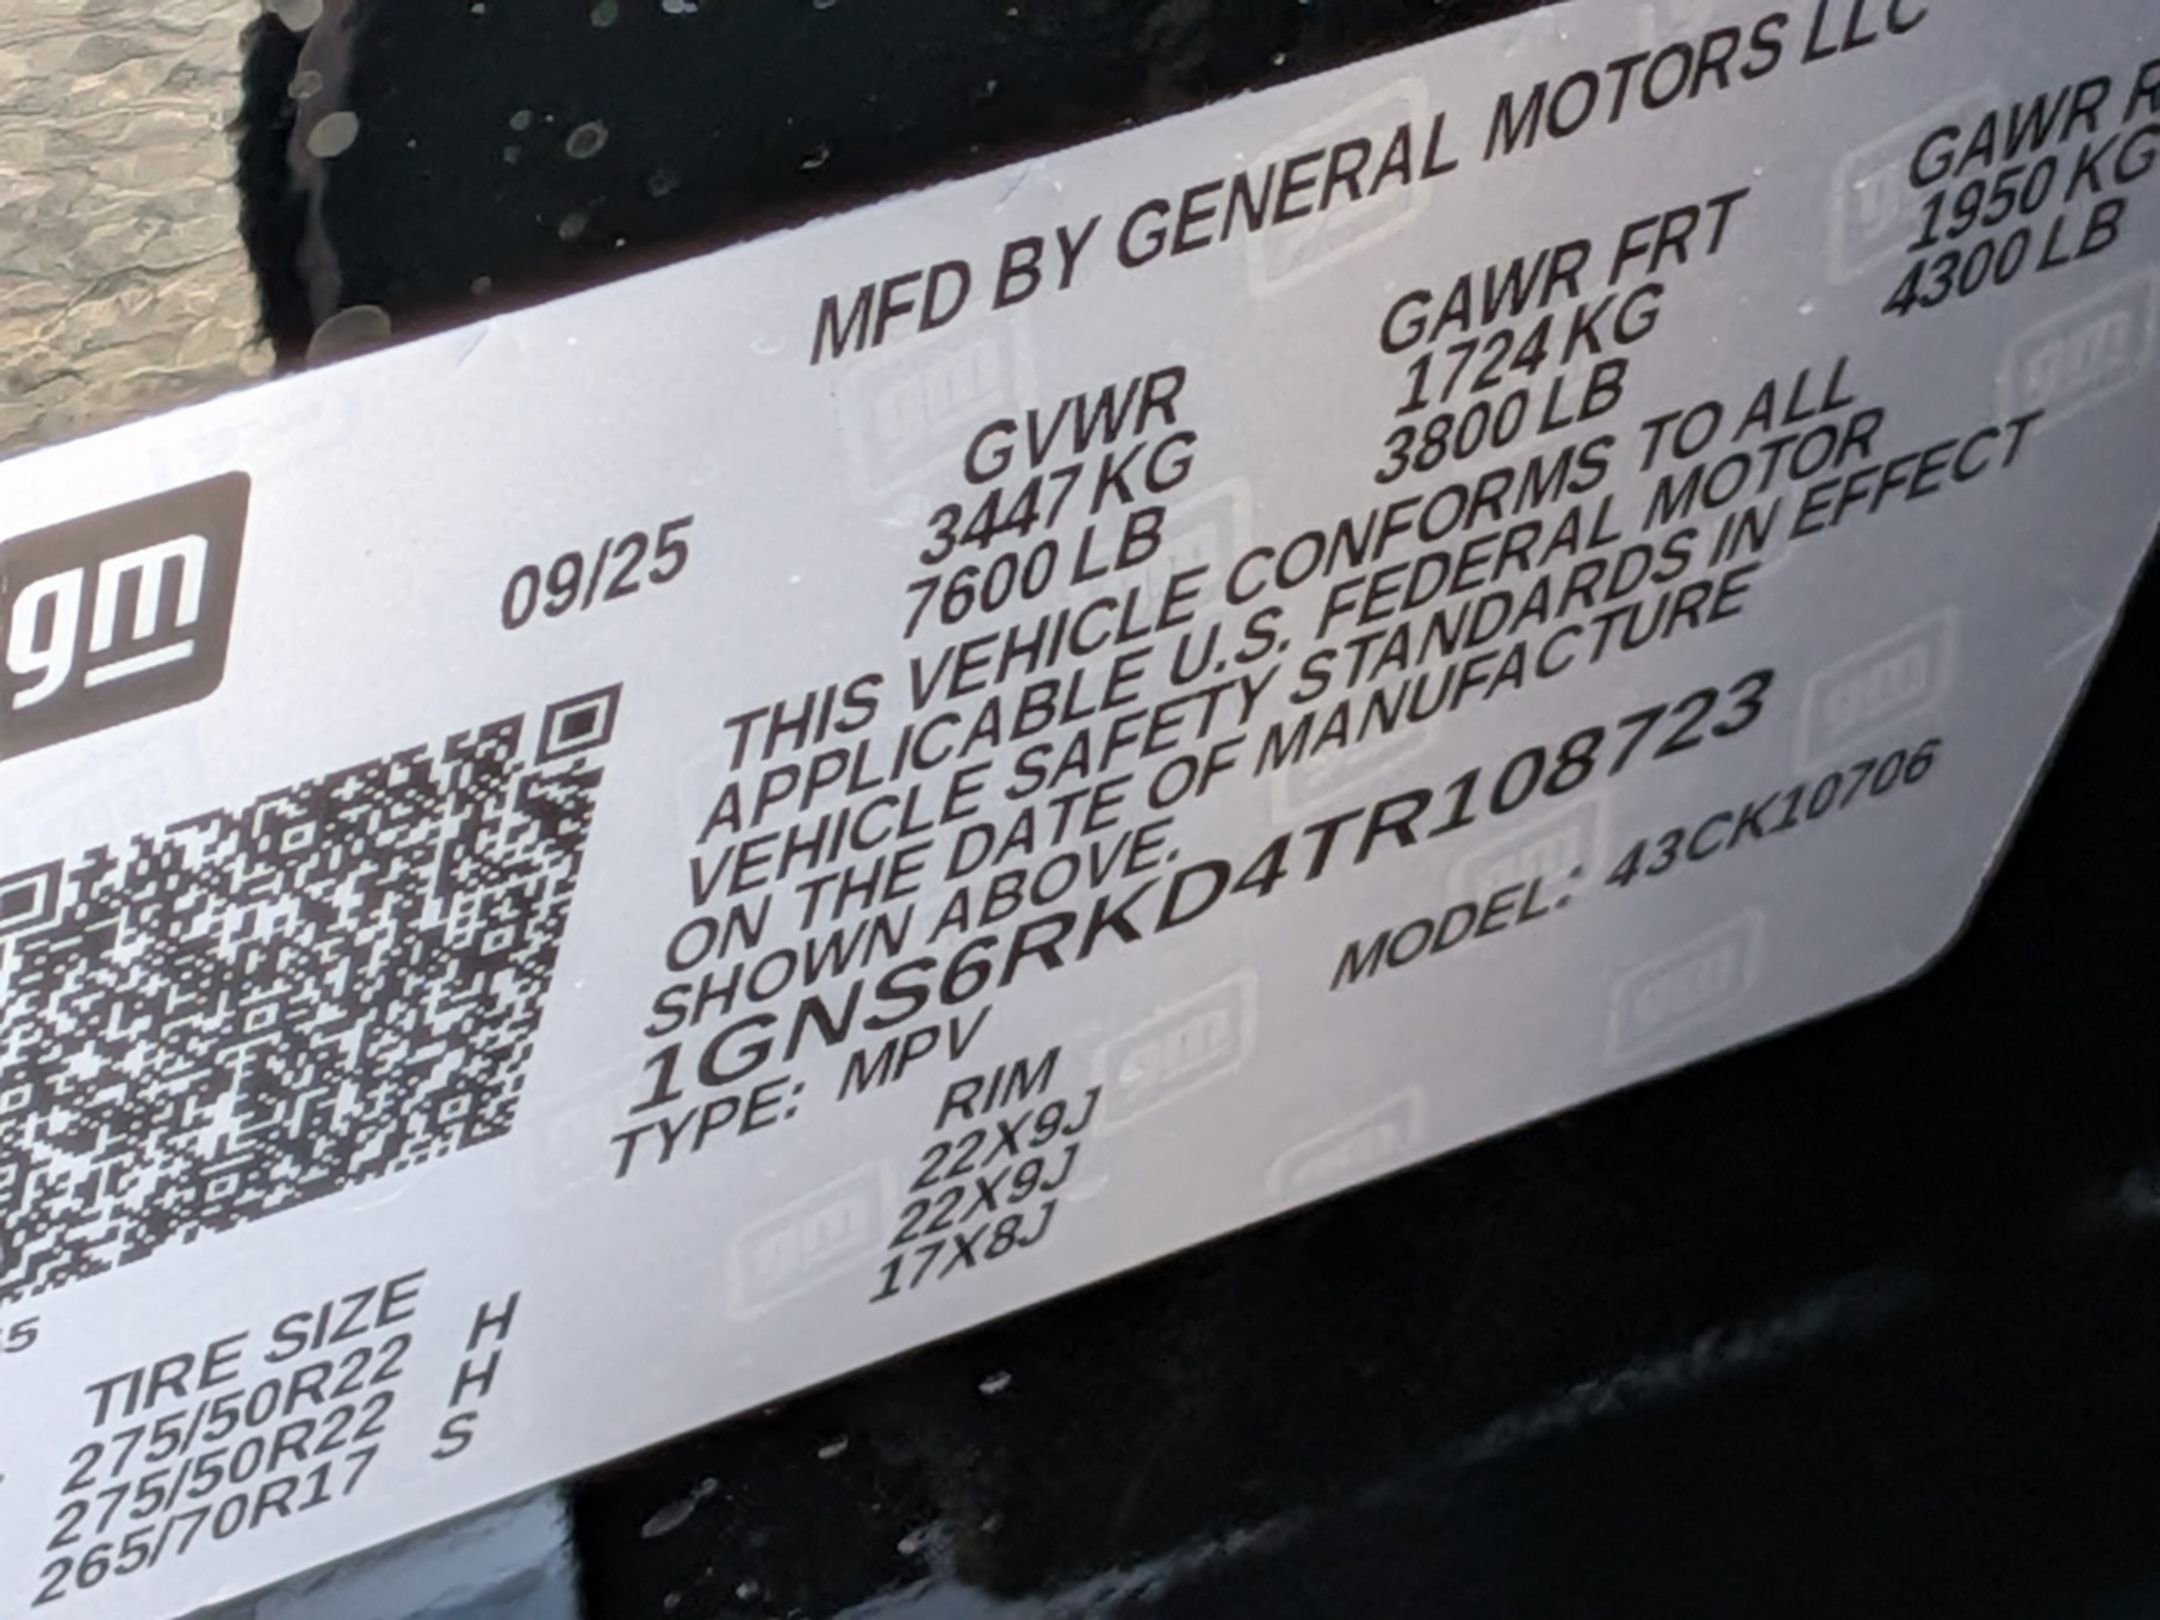 MFD BY GENERAL MOTORS LLC
gm
09/25
GVWR GAWR FRT GAWR
3447 KG 1724 KG 1950 KG
7600 LB 3800 LB 4300 LB
THIS VEHICLE CONFORMS TO ALL
APPLICABLE U.S. FEDERAL MOTOR
VEHICLE SAFETY STANDARDS IN EFFECT
ON THE DATE OF MANUFACTURE
SHOWN ABOVE.
1GNS6RKD4TR108723
TYPE: MPV MODEL: 43CK10706
TIRE SIZE RIM
275/50R22 H 22X9J
275/50R22 H 22X9J
265/70R17 S 17X8J